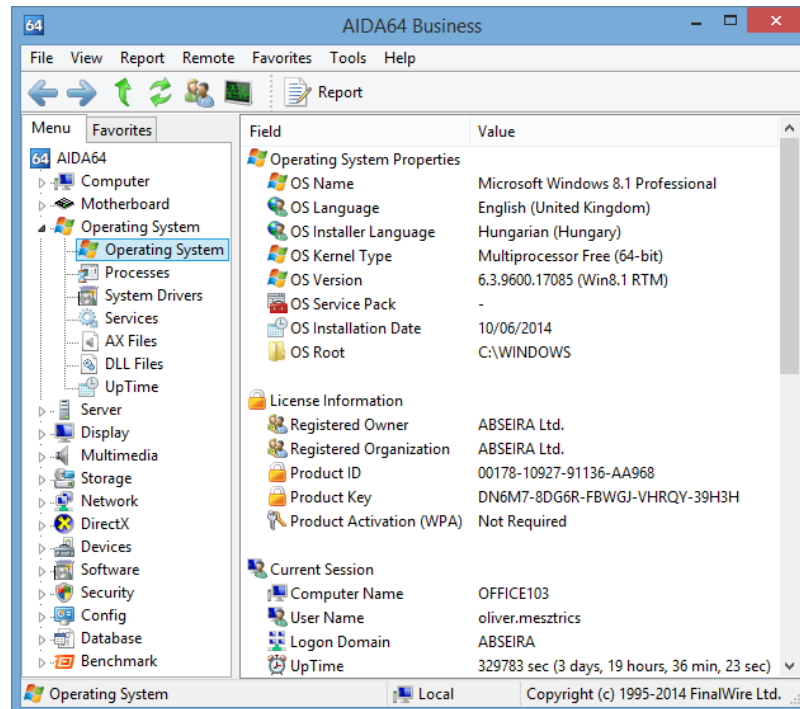 64 AIDA64 Business
File View Report Remote Favorites Tools Help
Report
Menu Favorites
64 AIDA64
Computer
Motherboard
Operating System
Operating System
Processes
System Drivers
Services
AX Files
DLL Files
UpTime
Server
Display
Multimedia
Storage
Network
DirectX
Devices
Software
Security
Config
Database
Benchmark
Field Value
Operating System Properties
OS Name Microsoft Windows 8.1 Professional
OS Language English (United Kingdom)
OS Installer Language Hungarian (Hungary)
OS Kernel Type Multiprocessor Free (64-bit)
OS Version 6.3.9600.17085 (Win8.1 RTM)
OS Service Pack -
OS Installation Date 10/06/2014
OS Root C:\WINDOWS
License Information
Registered Owner ABSEIRA Ltd.
Registered Organization ABSEIRA Ltd.
Product ID 00178-10927-91136-AA968
Product Key DN6M7-8DG6R-FBWGJ-VHRQY-39H3H
Product Activation (WPA) Not Required
Current Session
Computer Name OFFICE103
User Name oliver.mesztrics
Logon Domain ABSEIRA
UpTime 329783 sec (3 days, 19 hours, 36 min, 23 sec)
Operating System Local Copyright (c) 1995-2014 FinalWire Ltd.